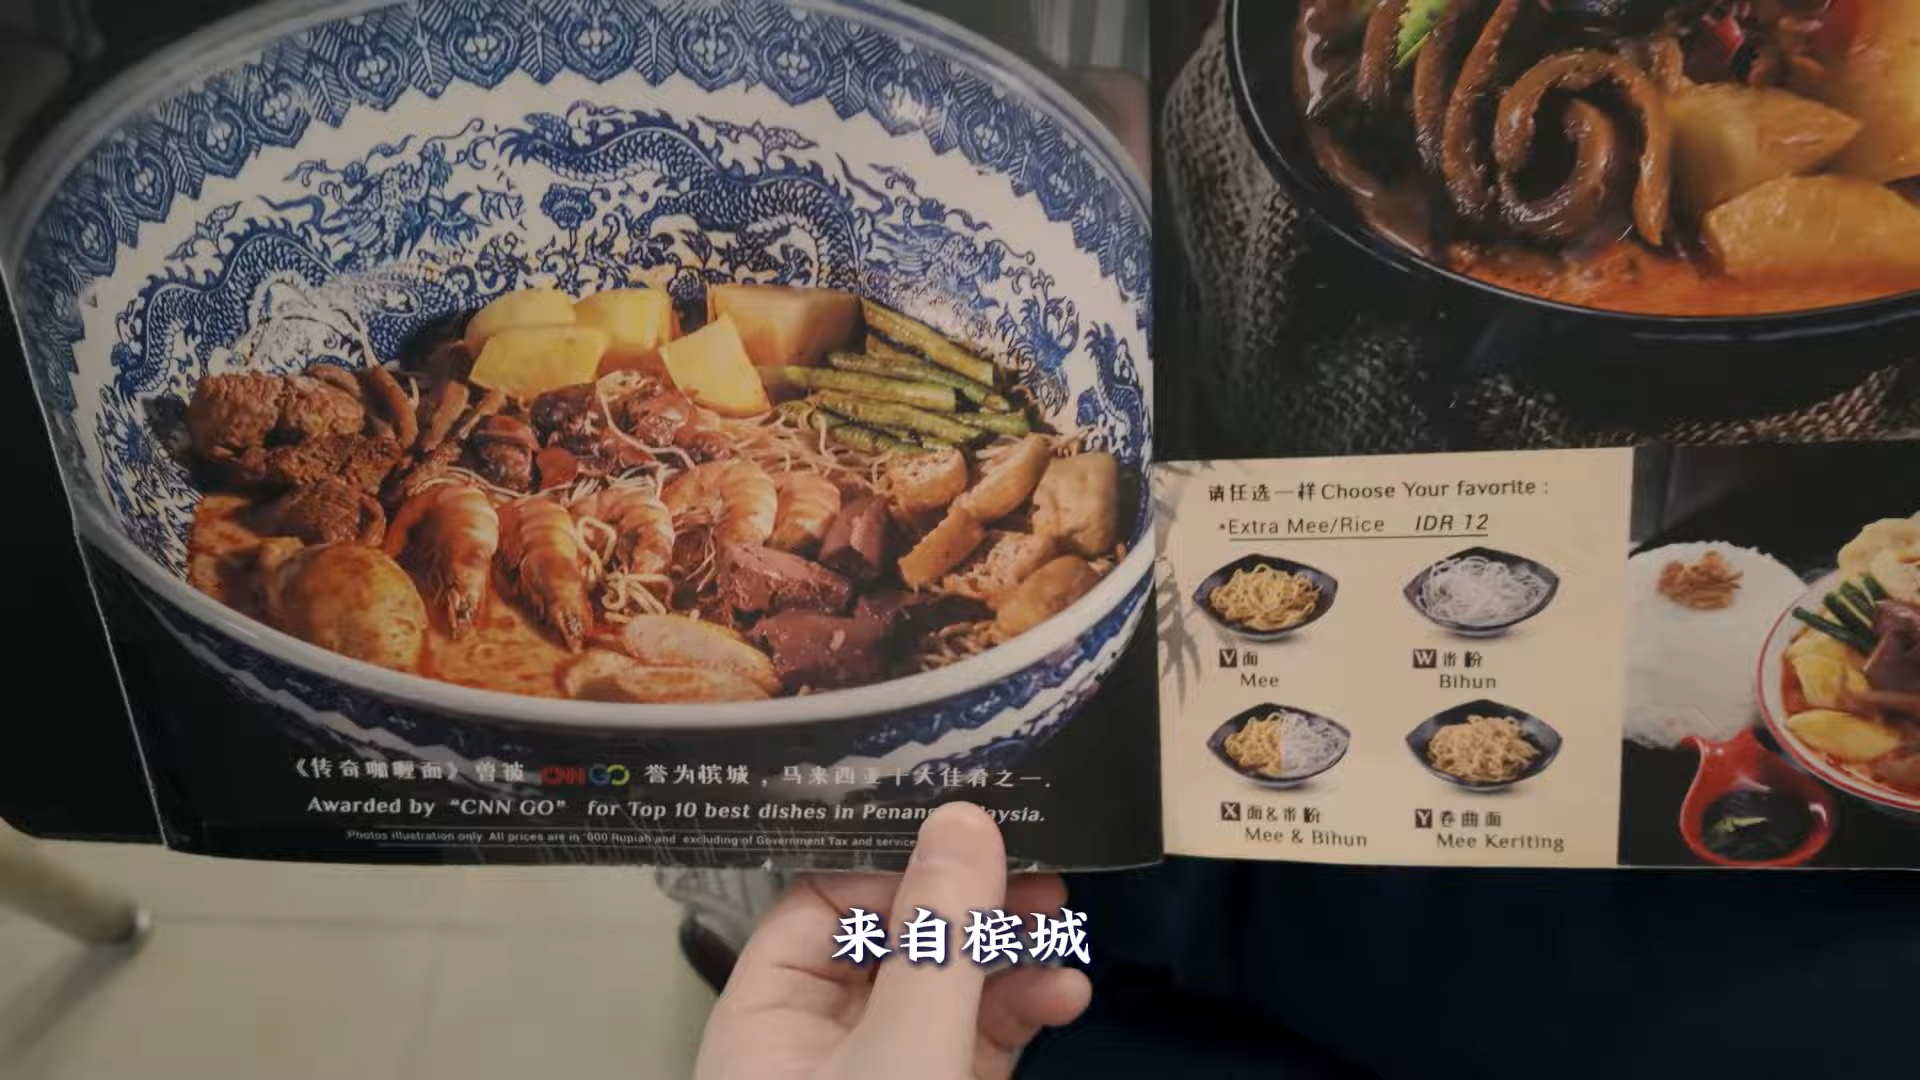 《传奇咖喱面》曾被 CNN GO 誉为槟城，马来西亚十大佳肴之一.
Awarded by “CNN GO” for Top 10 best dishes in Penang aysia.
Photos illustration only. All prices are in '000 Rupiah and excluding of Government Tax and service
请任选一样 Choose Your favorite :
*Extra Mee/Rice IDR 12
V 面
Mee
W 米粉
Bihun
X 面&米粉
Mee & Bihun
Y 卷曲面
Mee Keriting
来自槟城